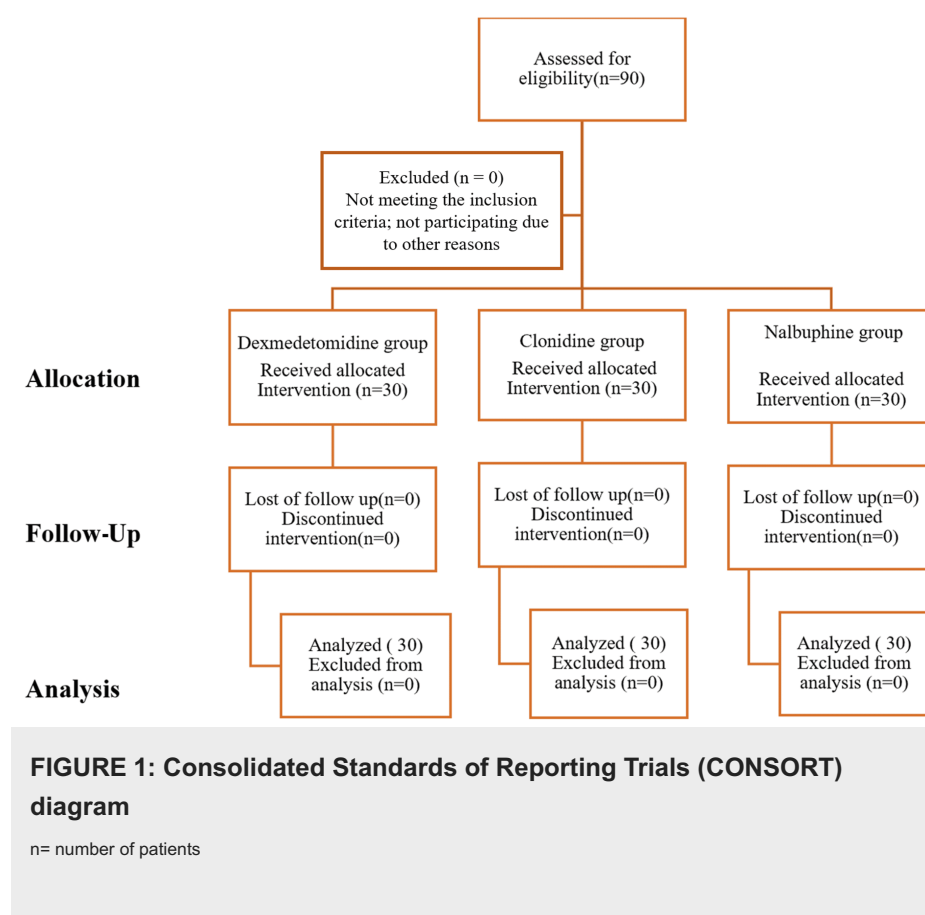 Assessed for
eligibility(n=90)
Excluded (n = 0)
Not meeting the inclusion
criteria; not participating due
to other reasons
Allocation
Dexmedetomidine group
Received allocated
Intervention (n=30)
Clonidine group
Received allocated
Intervention (n=30)
Nalbuphine group
Received allocated
Intervention (n=30)
Follow-Up
Lost of follow up(n=0)
Discontinued
intervention(n=0)
Lost of follow up(n=0)
Discontinued
intervention(n=0)
Lost of follow up(n=0)
Discontinued
intervention(n=0)
Analysis
Analyzed ( 30)
Excluded from
analysis (n=0)
Analyzed ( 30)
Excluded from
analysis (n=0)
Analyzed ( 30)
Excluded from
analysis (n=0)
FIGURE 1: Consolidated Standards of Reporting Trials (CONSORT)
diagram
n= number of patients